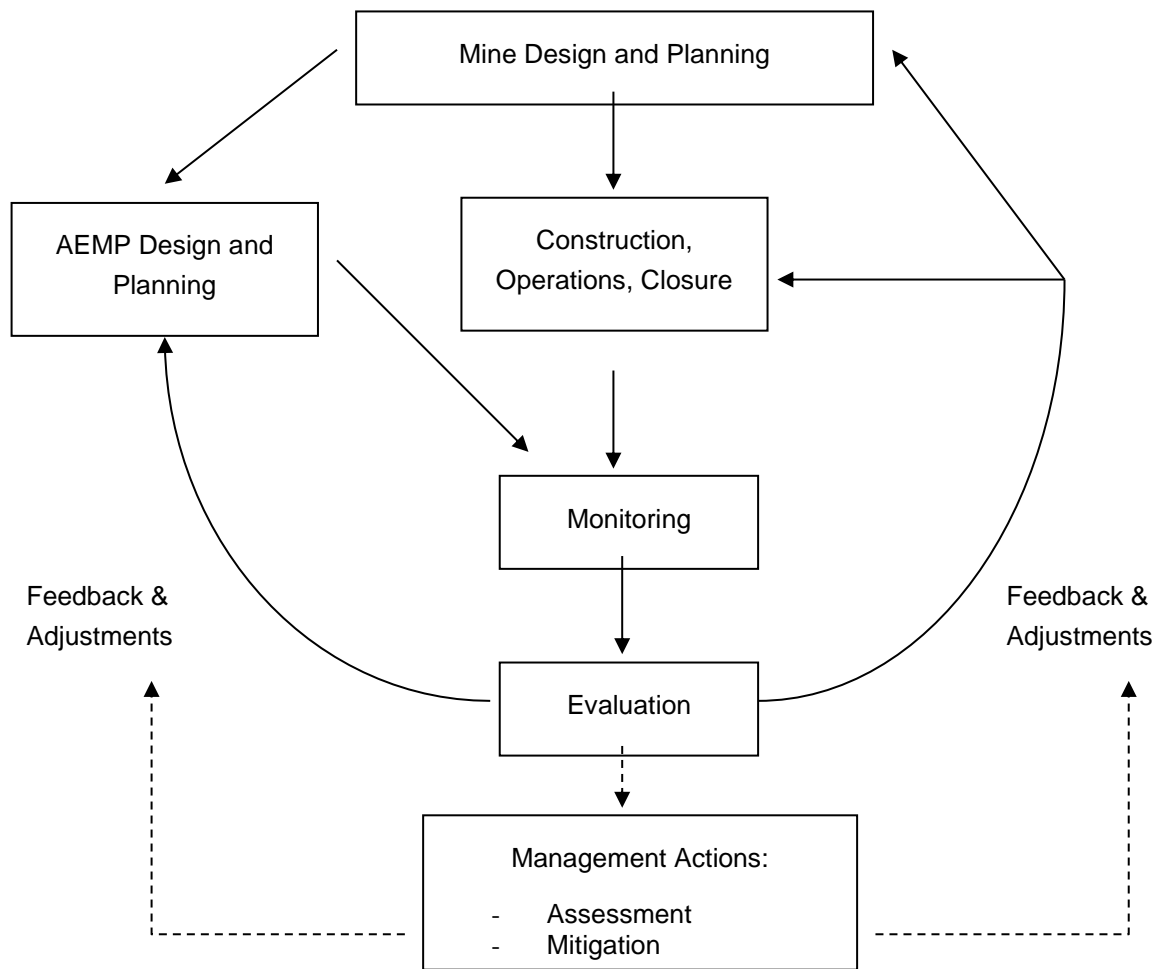 Mine Design and Planning
AEMP Design and
Planning
Construction,
Operations, Closure
Monitoring
Feedback &
Adjustments
Feedback &
Adjustments
Evaluation
Management Actions:
- Assessment
- Mitigation